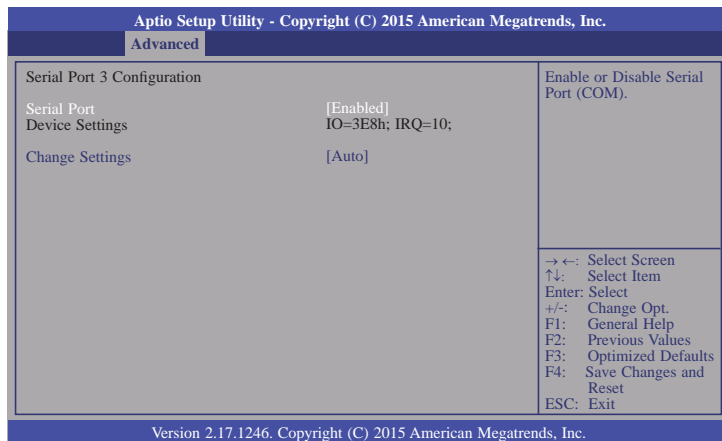 Aptio Setup Utility - Copyright (C) 2015 American Megatrends, Inc.
Advanced
Serial Port 3 Configuration
Serial Port [Enabled]
Device Settings IO=3E8h; IRQ=10;
Change Settings [Auto]
Enable or Disable Serial
Port (COM).
→ ←: Select Screen
↑↓: Select Item
Enter: Select
+/-: Change Opt.
F1: General Help
F2: Previous Values
F3: Optimized Defaults
F4: Save Changes and
Reset
ESC: Exit
Version 2.17.1246. Copyright (C) 2015 American Megatrends, Inc.